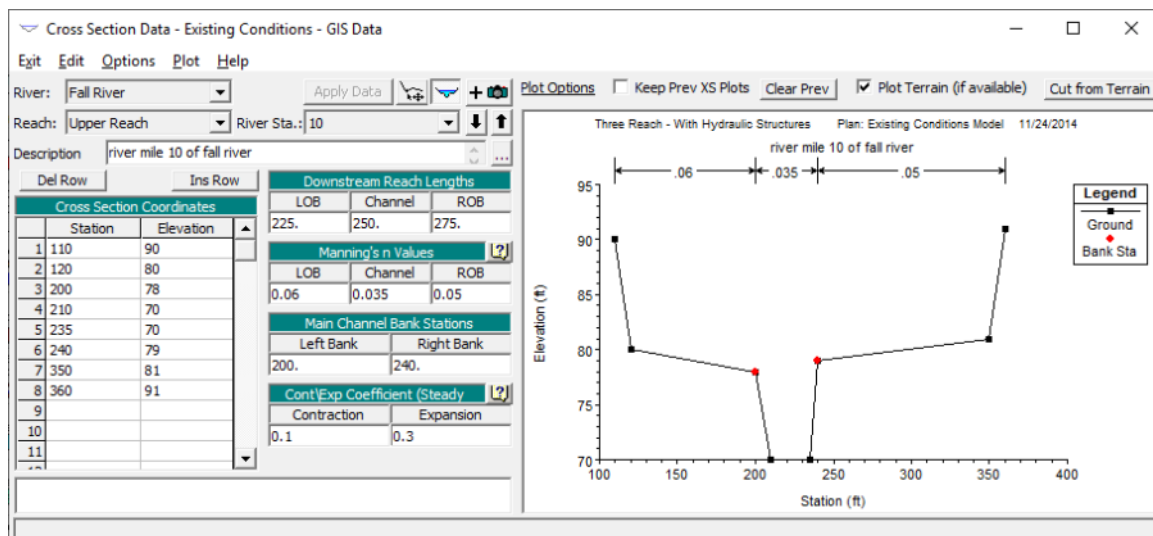 Cross Section Data - Existing Conditions - GIS Data
Exit Edit Options Plot Help
River: Fall River Apply Data
Reach: Upper Reach River Sta.: 10
Description river mile 10 of fall river ...
Del Row Ins Row
Cross Section Coordinates
Station Elevation
1 110 90
2 120 80
3 200 78
4 210 70
5 235 70
6 240 79
7 350 81
8 360 91
9
10
11
Downstream Reach Lengths
LOB Channel ROB
225. 250. 275.
Manning's n Values
LOB Channel ROB
0.06 0.035 0.05
Main Channel Bank Stations
Left Bank Right Bank
200. 240.
Cont\Exp Coefficient (Steady
Contraction Expansion
0.1 0.3
Plot Options Keep Prev XS Plots Clear Prev Plot Terrain (if available) Cut from Terrain
Three Reach - With Hydraulic Structures Plan: Existing Conditions Model 11/24/2014
river mile 10 of fall river
.06 .035 .05
95
90
85
80
75
70
Elevation (ft)
100 150 200 250 300 350 400
Station (ft)
Legend
Ground
Bank Sta